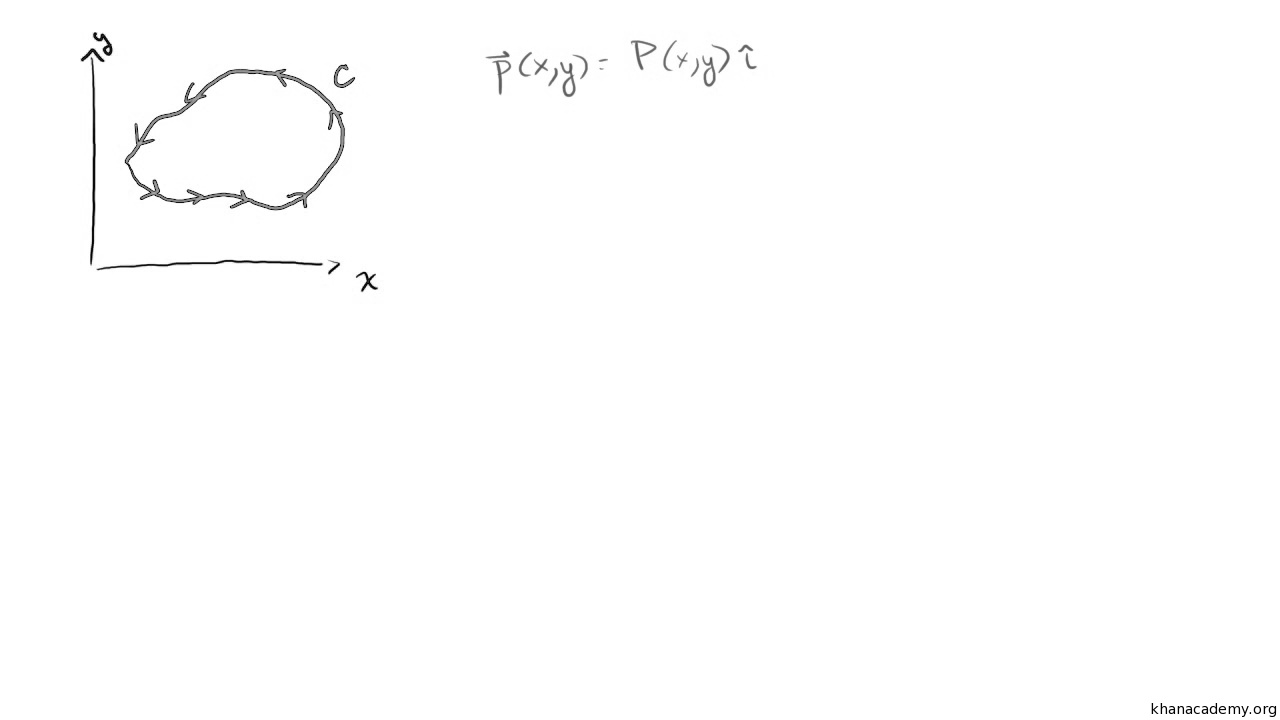 y
C
p⃗(x,y) = P(x,y) î
x
khanacademy.org